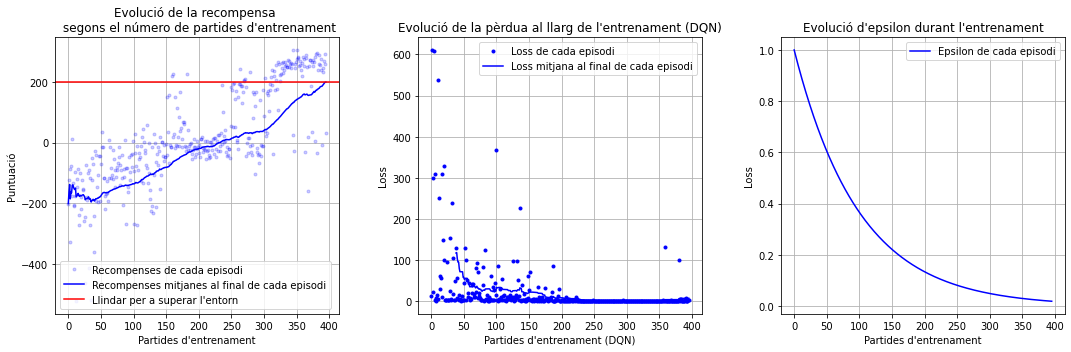 Evolució de la recompensa
segons el número de partides d'entrenament
Puntuació
200
0
−200
−400
Recompenses de cada episodi
Recompenses mitjanes al final de cada episodi
Llindar per a superar l'entorn
0 50 100 150 200 250 300 350 400
Partides d'entrenament
Evolució de la pèrdua al llarg de l'entrenament (DQN)
Loss
600
500
400
300
200
100
0
Loss de cada episodi
Loss mitjana al final de cada episodi
0 50 100 150 200 250 300 350 400
Partides d'entrenament (DQN)
Evolució d'epsilon durant l'entrenament
Loss
1.0
0.8
0.6
0.4
0.2
0.0
Epsilon de cada episodi
0 50 100 150 200 250 300 350 400
Partides d'entrenament